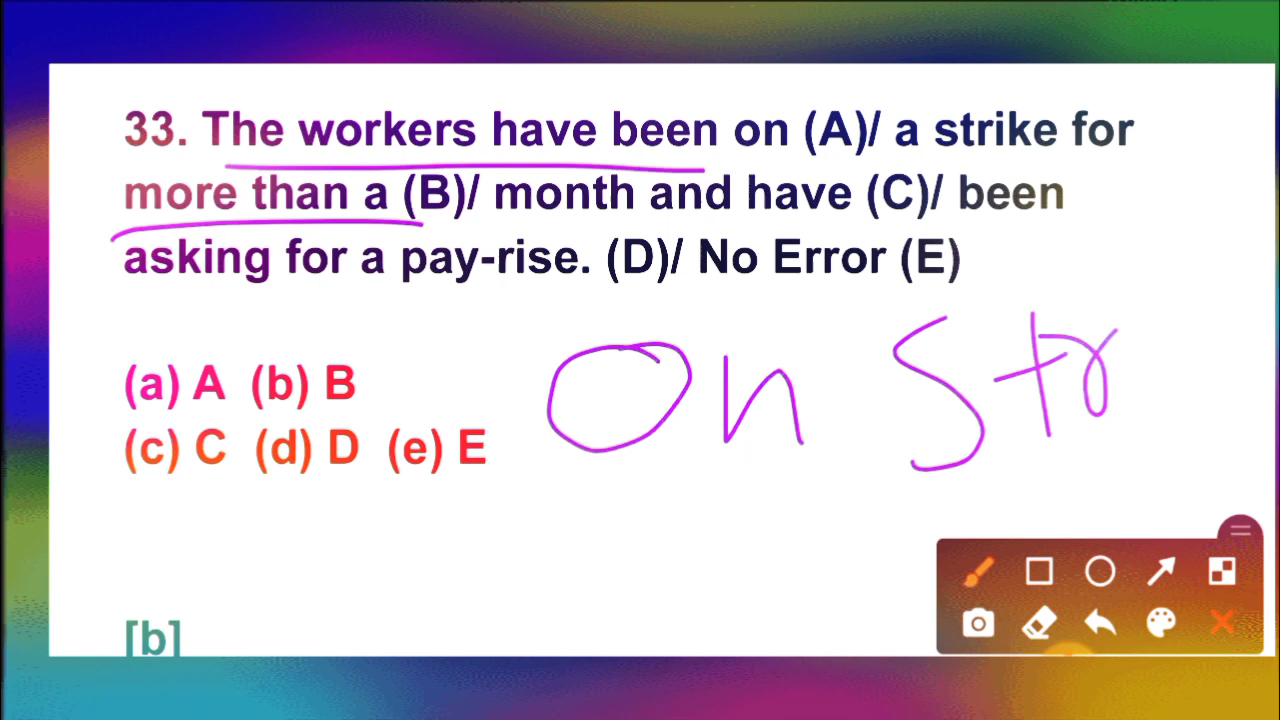 33. The workers have been on (A)/ a strike for
more than a (B)/ month and have (C)/ been
asking for a pay-rise. (D)/ No Error (E)
(a) A (b) B
(c) C (d) D (e) E
On Str
[b]